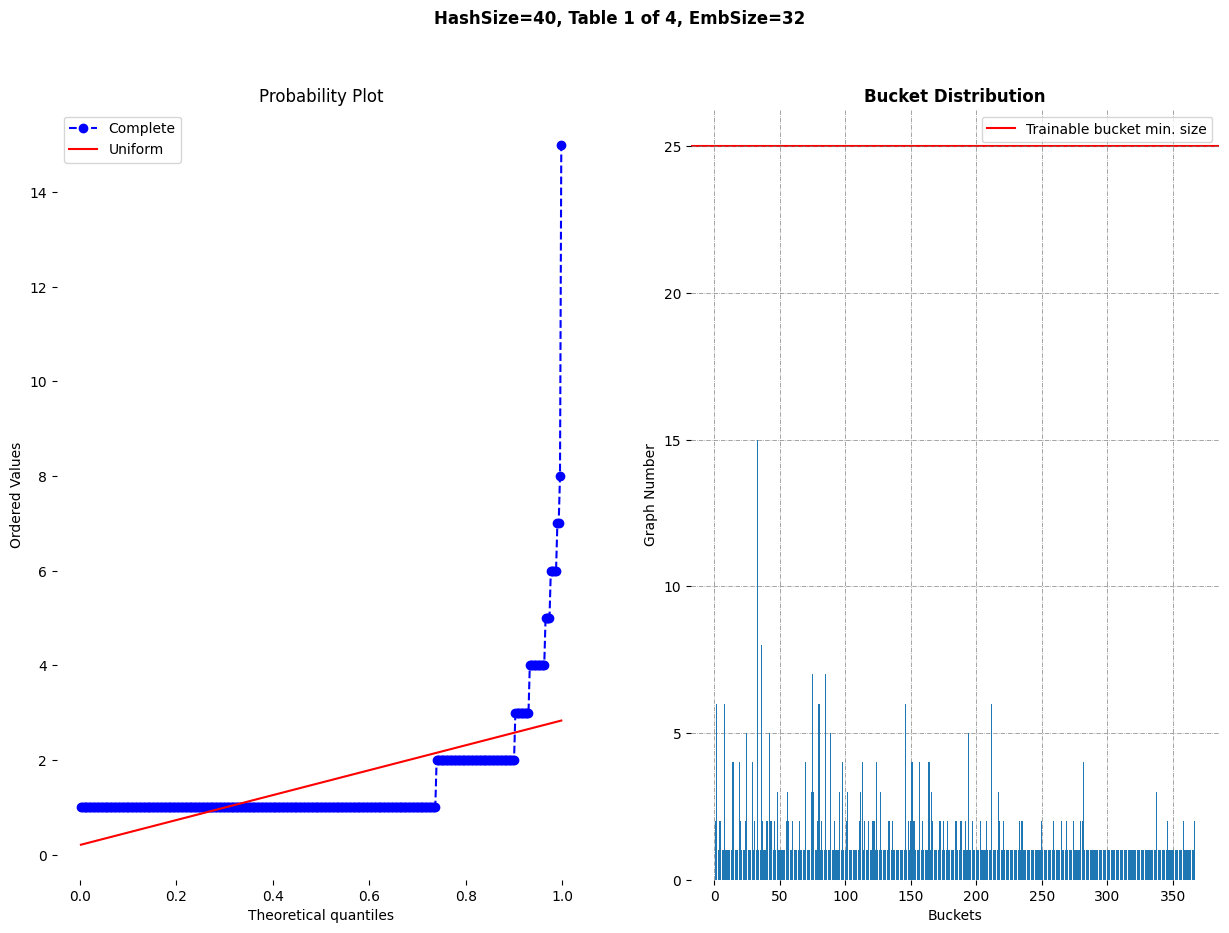 HashSize=40, Table 1 of 4, EmbSize=32
Probability Plot
Complete
Uniform
14
12
10
8
6
4
2
0
Ordered Values
0.0 0.2 0.4 0.6 0.8 1.0
Theoretical quantiles
Bucket Distribution
Trainable bucket min. size
25
20
15
10
5
0
Graph Number
0 50 100 150 200 250 300 350
Buckets